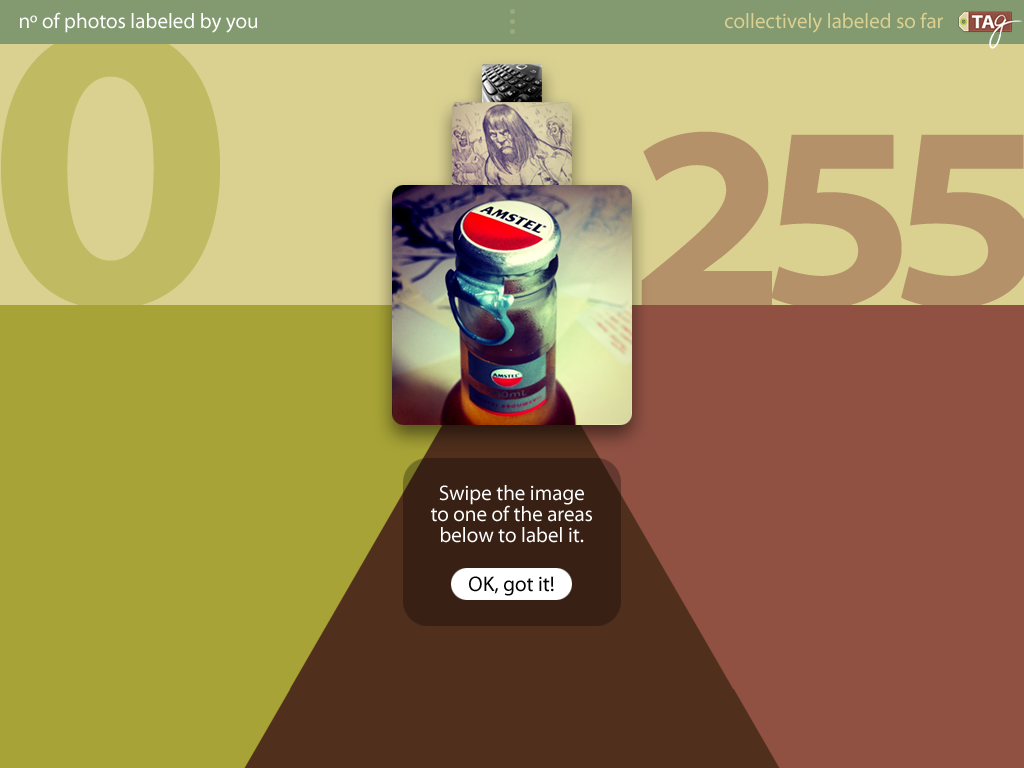 nº of photos labeled by you
collectively labeled so far
TAg
0
255
AMSTEL
AMSTEL
Swipe the image
to one of the areas
below to label it.
OK, got it!